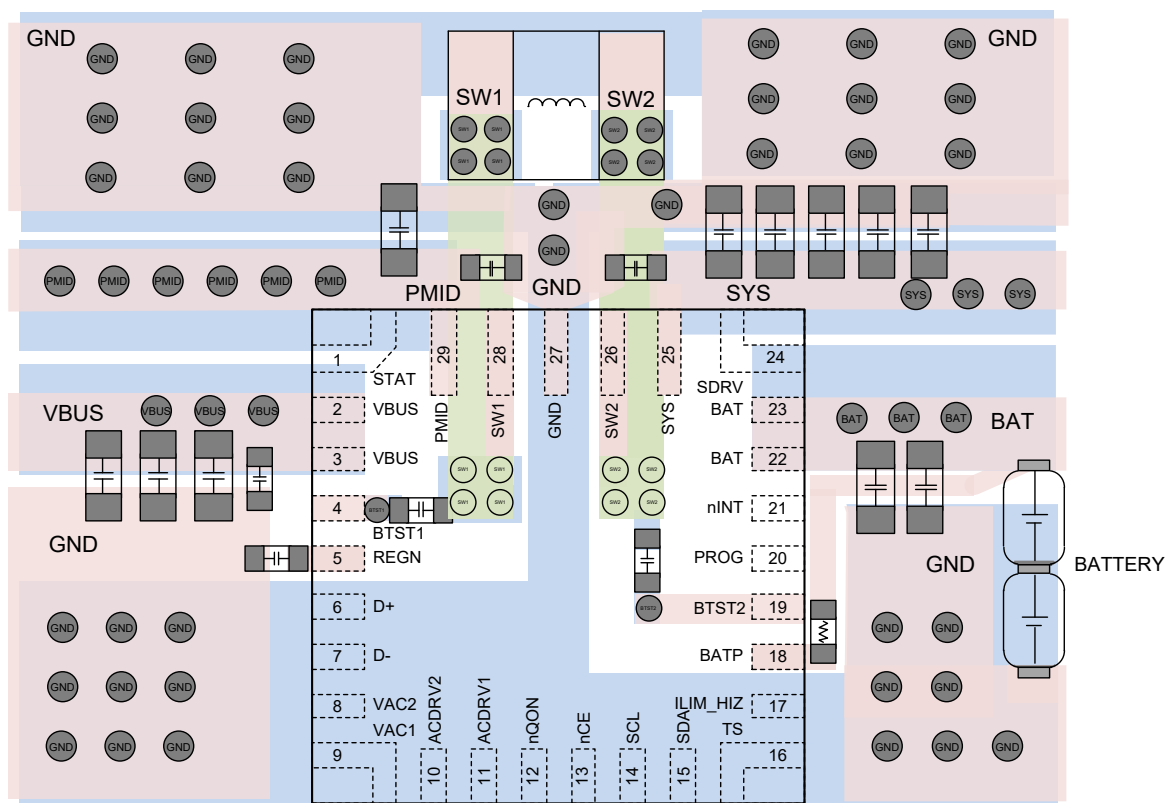 GND
GND
GND GND GND
GND GND GND
SW1
SW2
GND GND GND
GND GND GND
SW1 SW1
SW2 SW2
GND GND GND
GND GND GND
SW1 SW1
SW2 SW2
GND
GND
GND
PMID PMID PMID PMID PMID PMID
PMID
GND
SYS
SYS SYS SYS
1
STAT
29
28
27
26
25
24
SDRV
PMID
SW1
GND
SW2
SYS
VBUS
VBUS VBUS VBUS
2
VBUS
BAT
23
BAT BAT BAT
BAT
3
VBUS
BAT
22
SW1 SW1
SW2 SW2
SW1 SW1
SW2 SW2
4
BTST1
BTST1
nINT
21
GND
5
REGN
PROG
20
GND
BATTERY
6
D+
BTST2
BTST2
19
GND GND GND
GND GND
7
D-
BATP
18
GND GND GND
GND GND
8
VAC2
ILIM_HIZ
17
VAC1
TS
9
16
ACDRV2
ACDRV1
nQON
nCE
SCL
SDA
10
11
12
13
14
15
GND GND GND
GND GND GND